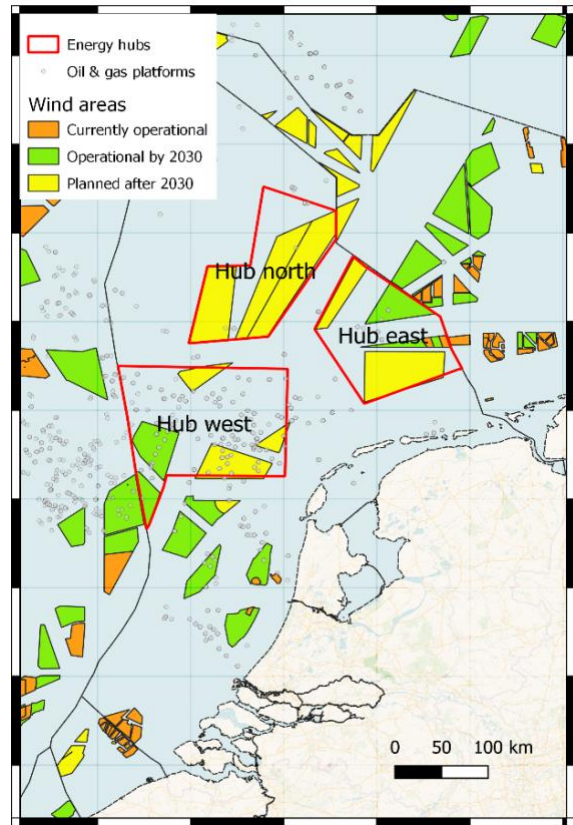 Energy hubs
Oil & gas platforms
Wind areas
Currently operational
Operational by 2030
Planned after 2030
Hub north
Hub east
Hub west
0 50 100 km